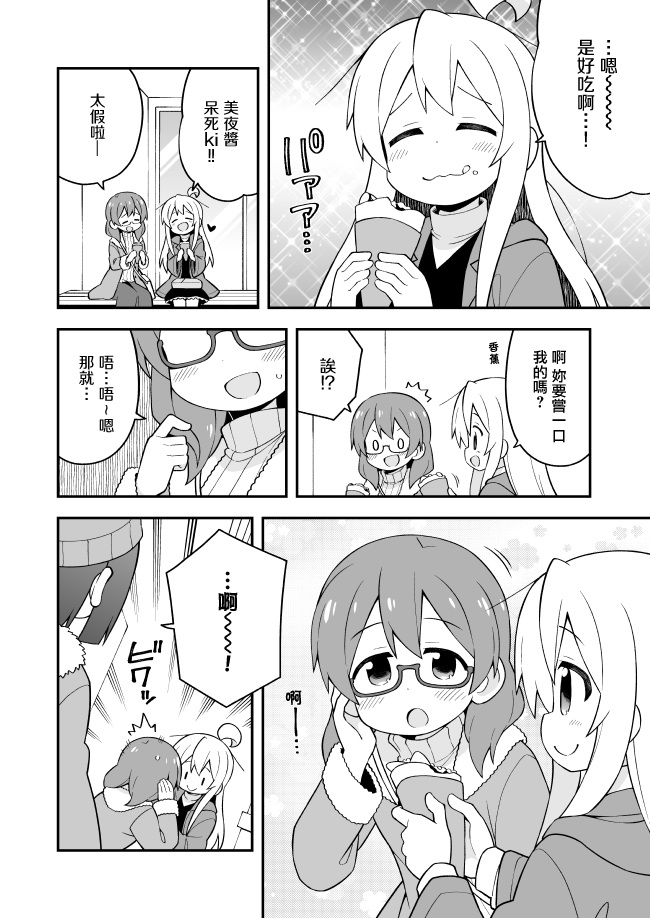 …嗯~~~~
是好吃啊…!
パァァァ…
美夜醬
呆死ki!!
太假啦—
啊 妳要嘗一口
我的嗎?
香蕉
誒!?
唔…唔~嗯
那就…
啊—…
…啊~~~!
ビクッ